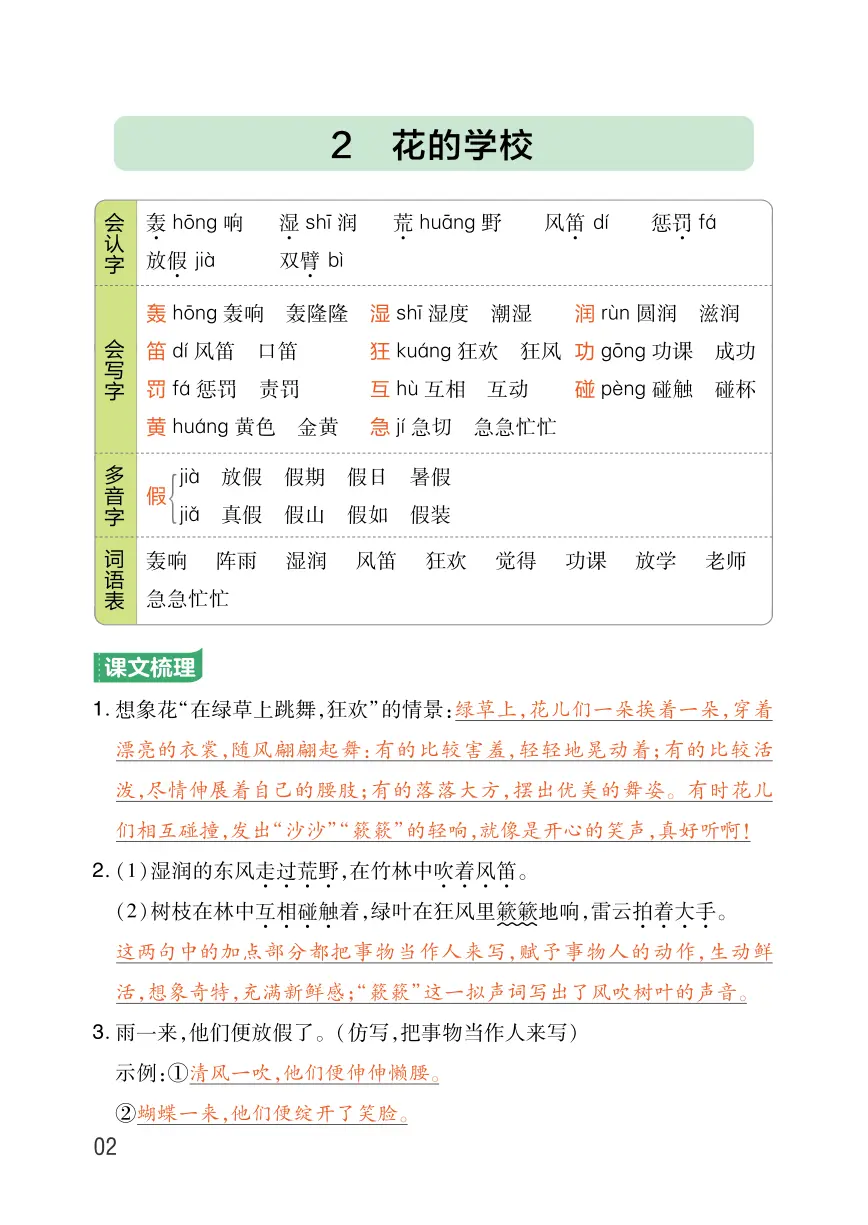 2 花的学校
会认字
轰 hōng 响 湿 shī 润 荒 huāng 野 风笛 dí 惩罚 fá
放假 jià 双臂 bì
会写字
轰 hōng 轰响 轰隆隆 湿 shī 湿度 潮湿 润 rùn 圆润 滋润
笛 dí 风笛 口笛 狂 kuáng 狂欢 狂风 功 gōng 功课 成功
罚 fá 惩罚 责罚 互 hù 互相 互动 碰 pèng 碰触 碰杯
黄 huáng 黄色 金黄 急 jí 急切 急急忙忙
多音字
假
jià 放假 假期 假日 暑假
jiǎ 真假 假山 假如 假装
词语表
轰响 阵雨 湿润 风笛 狂欢 觉得 功课 放学 老师
急急忙忙
课文梳理
1. 想象花“在绿草上跳舞,狂欢”的情景:绿草上,花儿们一朵挨着一朵,穿着
漂亮的衣裳,随风翩翩起舞:有的比较害羞,轻轻地晃动着;有的比较活
泼,尽情伸展着自己的腰肢;有的落落大方,摆出优美的舞姿。有时花儿
们相互碰撞,发出“沙沙”“簌簌”的轻响,就像是开心的笑声,真好听啊!
2. (1)湿润的东风走过荒野,在竹林中吹着风笛。
(2)树枝在林中互相碰触着,绿叶在狂风里簌簌地响,雷云拍着大手。
这两句中的加点部分都把事物当作人来写,赋予事物人的动作,生动鲜
活,想象奇特,充满新鲜感;“簌簌”这一拟声词写出了风吹树叶的声音。
3. 雨一来,他们便放假了。(仿写,把事物当作人来写)
示例:①清风一吹,他们便伸伸懒腰。
②蝴蝶一来,他们便绽开了笑脸。
02